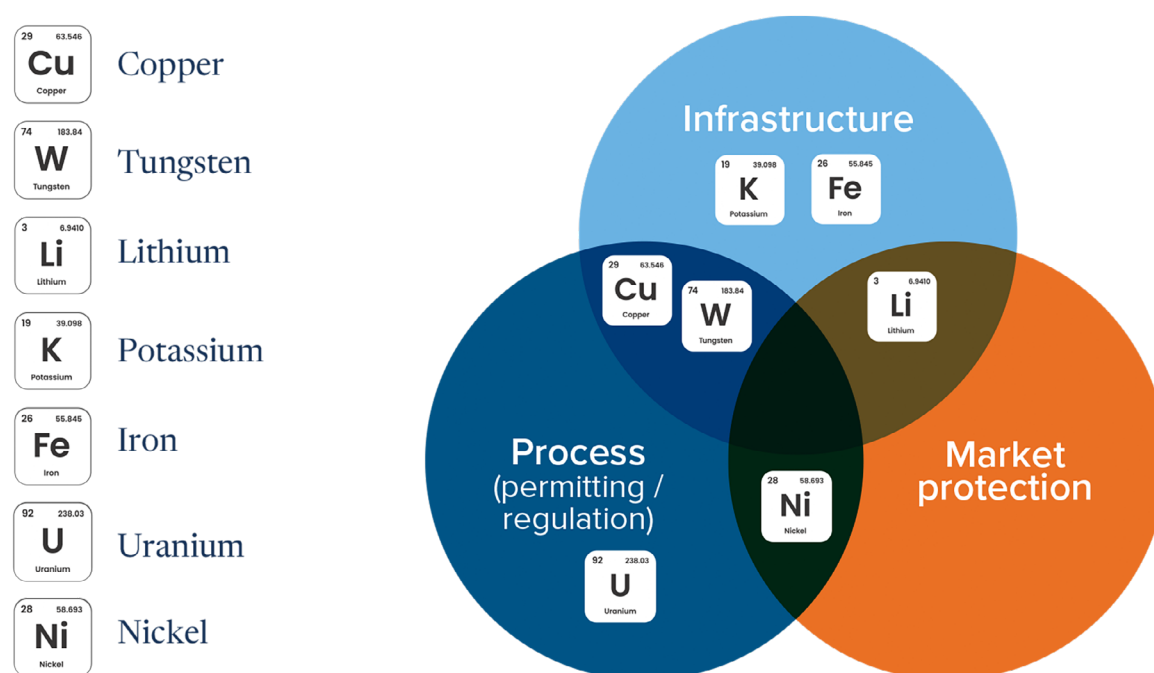 29 63.546
Cu
Copper
Copper
74 183.84
W
Tungsten
Tungsten
3 6.9410
Li
Lithium
Lithium
19 39.098
K
Potassium
Potassium
26 55.845
Fe
Iron
Iron
92 238.03
U
Uranium
Uranium
28 58.693
Ni
Nickel
Nickel
Infrastructure
19 39.098
K
Potassium
26 55.845
Fe
Iron
29 63.546
Cu
Copper
74 183.84
W
Tungsten
3 6.9410
Li
Lithium
Process
(permitting /
regulation)
92 238.03
U
Uranium
28 58.693
Ni
Nickel
Market
protection